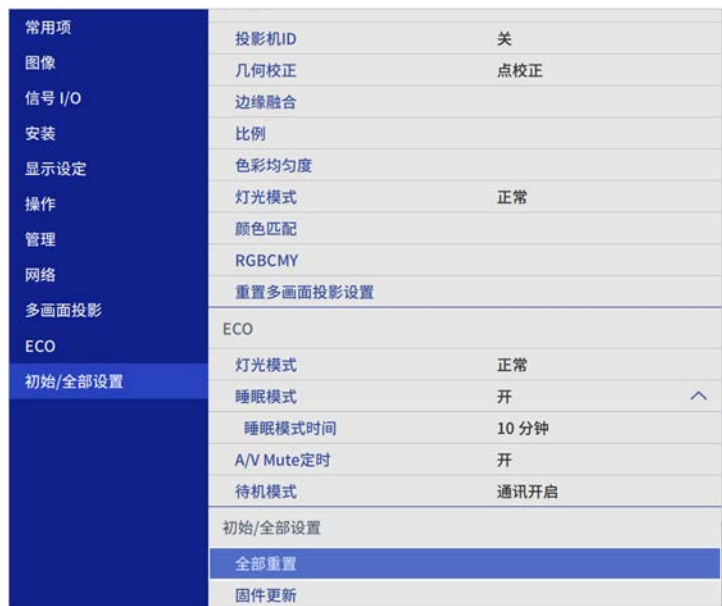 常用项
图像
信号 I/O
安装
显示设定
操作
管理
网络
多画面投影
ECO
初始/全部设置
投影机ID 关
几何校正 点校正
边缘融合
比例
色彩均匀度
灯光模式 正常
颜色匹配
RGBCMY
重置多画面投影设置
ECO
灯光模式 正常
睡眠模式 开
睡眠模式时间 10 分钟
A/V Mute定时 开
待机模式 通讯开启
初始/全部设置
全部重置
固件更新